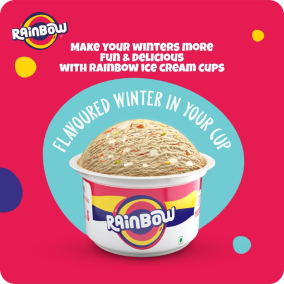 RAiNBOW
MAKE YOUR WINTERS MORE
FUN & DELICIOUS
WITH RAINBOW ICE CREAM CUPS
FLAVOURED WINTER IN YOUR CUP
RAiNBOW